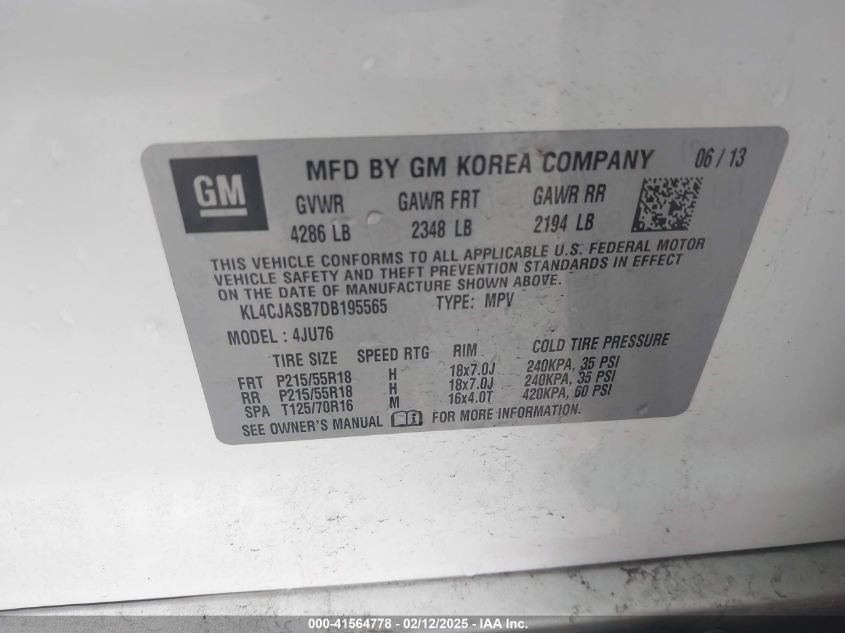 GM
MFD BY GM KOREA COMPANY 06 / 13
GVWR GAWR FRT GAWR RR
4286 LB 2348 LB 2194 LB
THIS VEHICLE CONFORMS TO ALL APPLICABLE U.S. FEDERAL MOTOR
VEHICLE SAFETY AND THEFT PREVENTION STANDARDS IN EFFECT
ON THE DATE OF MANUFACTURE SHOWN ABOVE.
KL4CJASB7DB195565 TYPE: MPV
MODEL : 4JU76
TIRE SIZE SPEED RTG RIM COLD TIRE PRESSURE
FRT P215/55R18 H 18x7.0J 240KPA, 35 PSI
RR P215/55R18 H 18x7.0J 240KPA, 35 PSI
SPA T125/70R16 M 16x4.0T 420KPA, 60 PSI
SEE OWNER'S MANUAL FOR MORE INFORMATION.
000-41564778 - 02/12/2025 - IAA Inc.